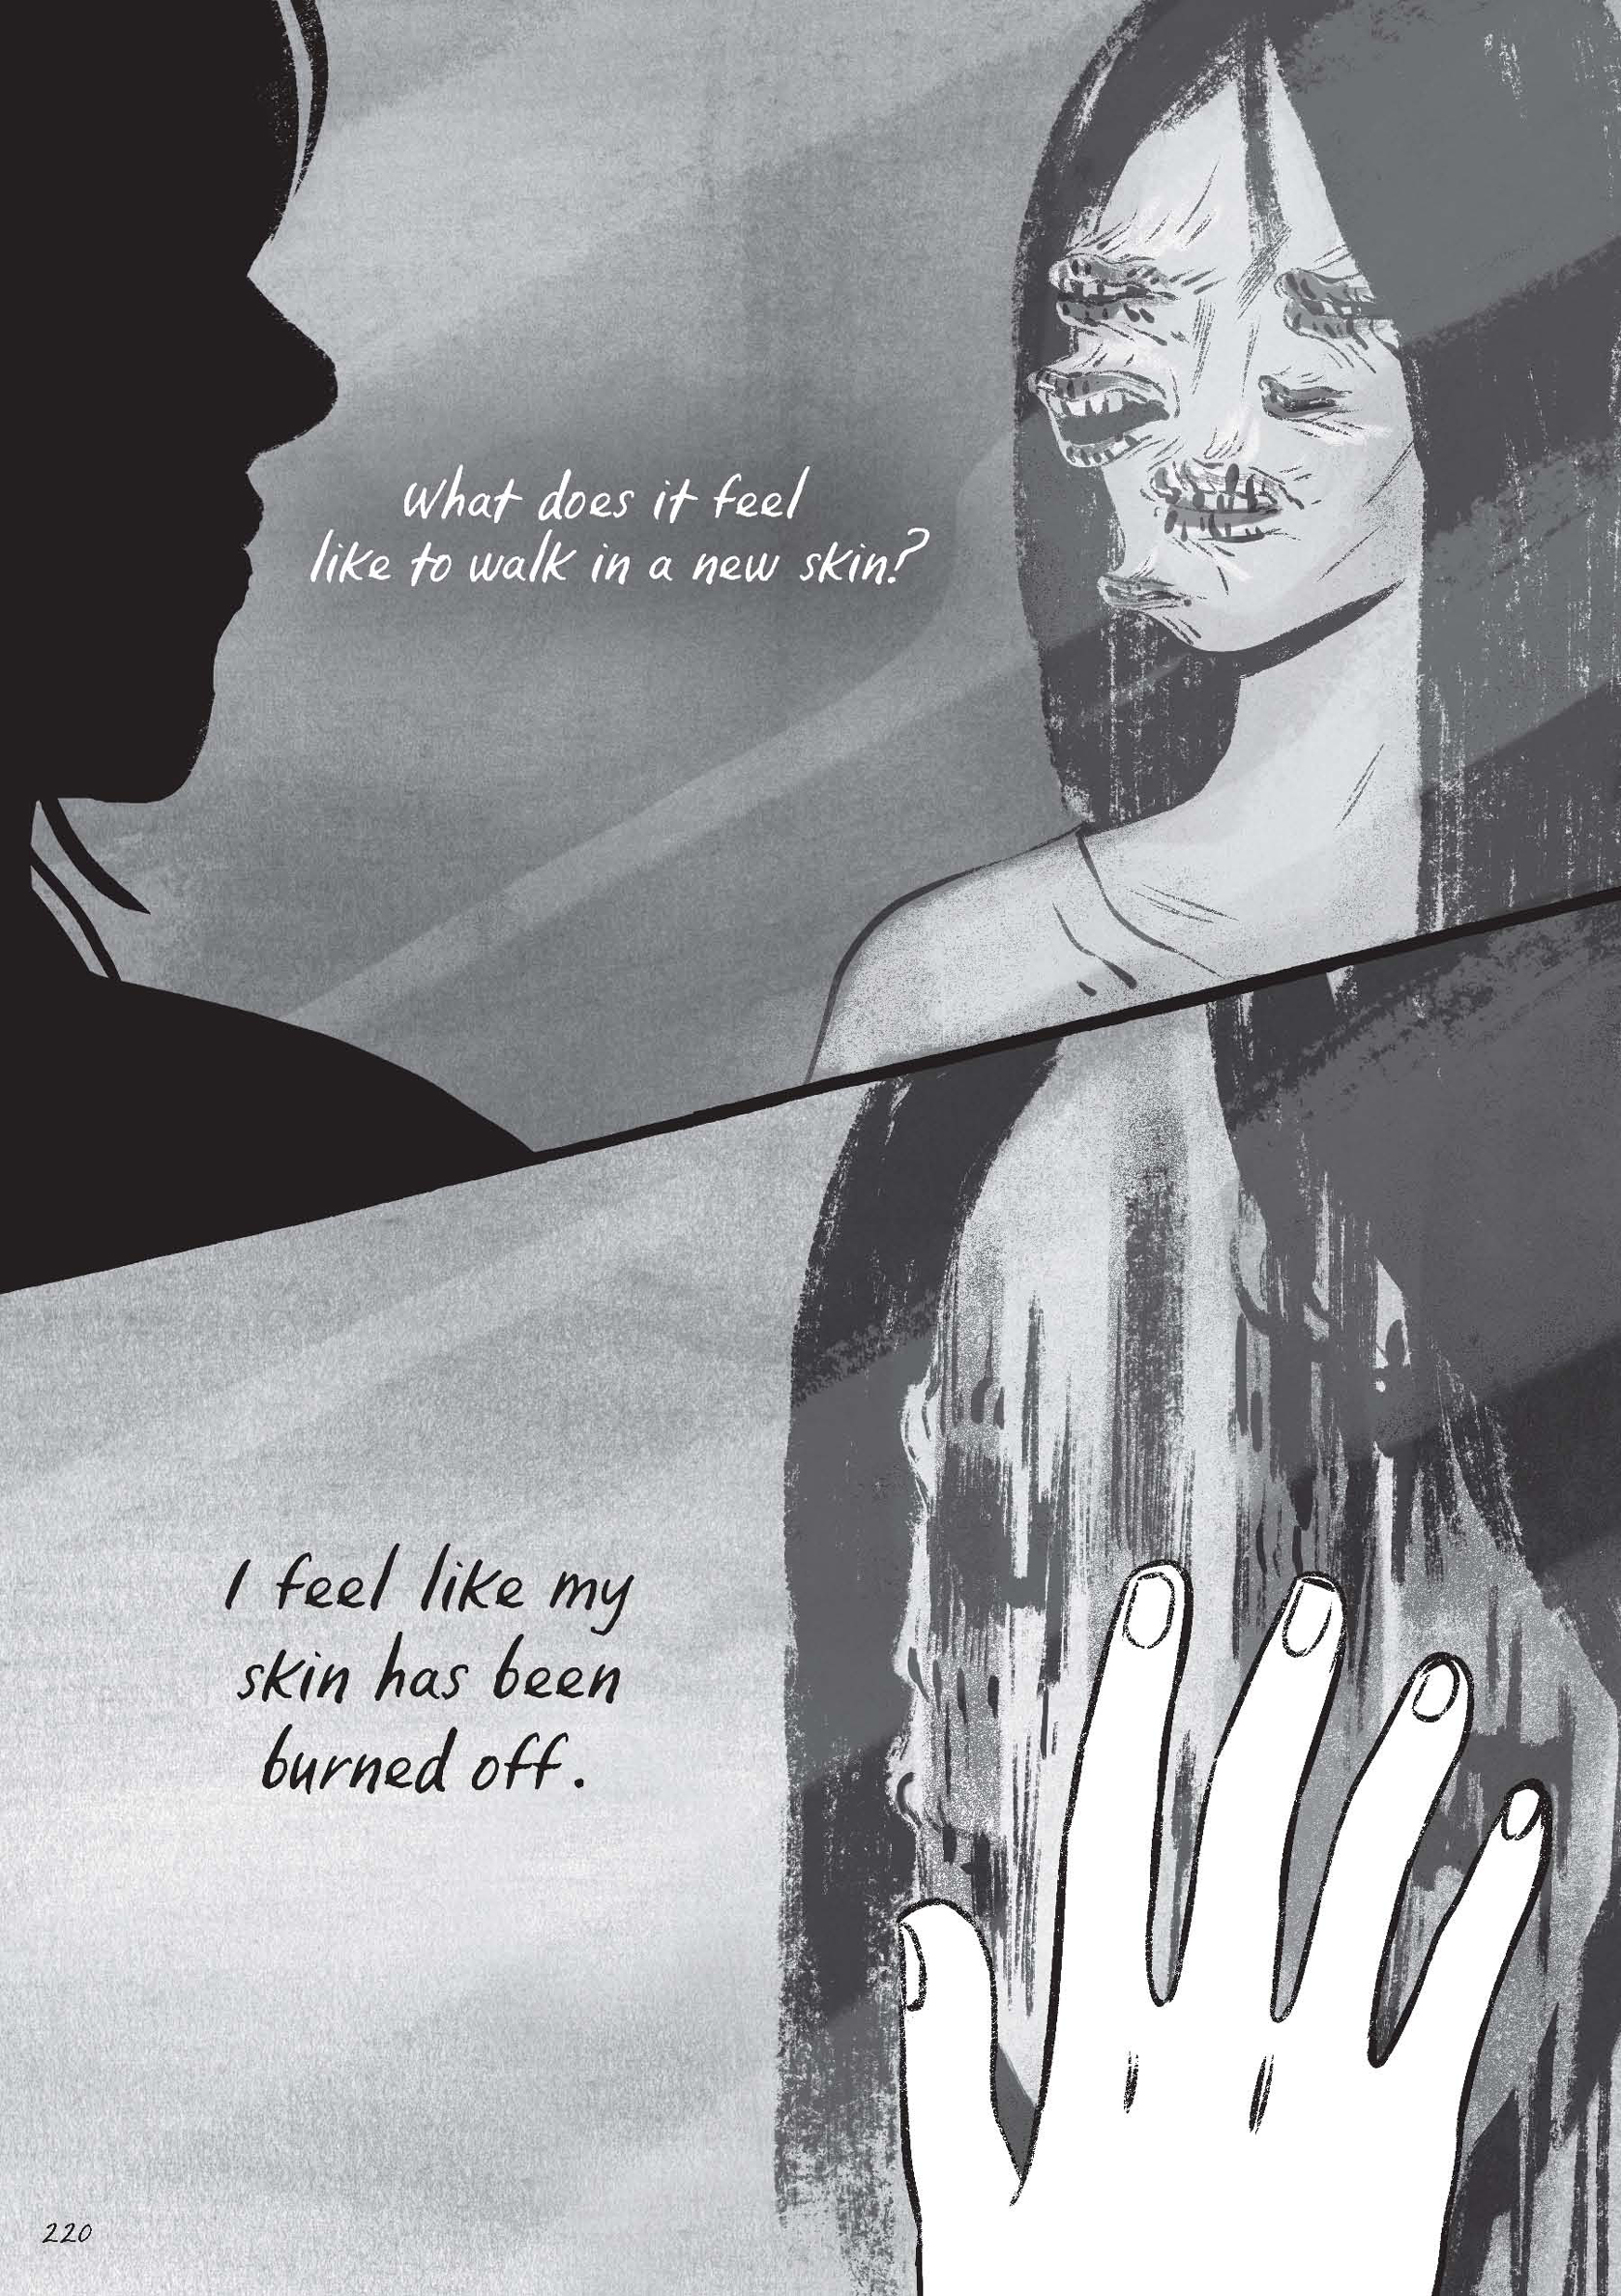 What does it feel
like to walk in a new skin?
I feel like my
skin has been
burned off.
220